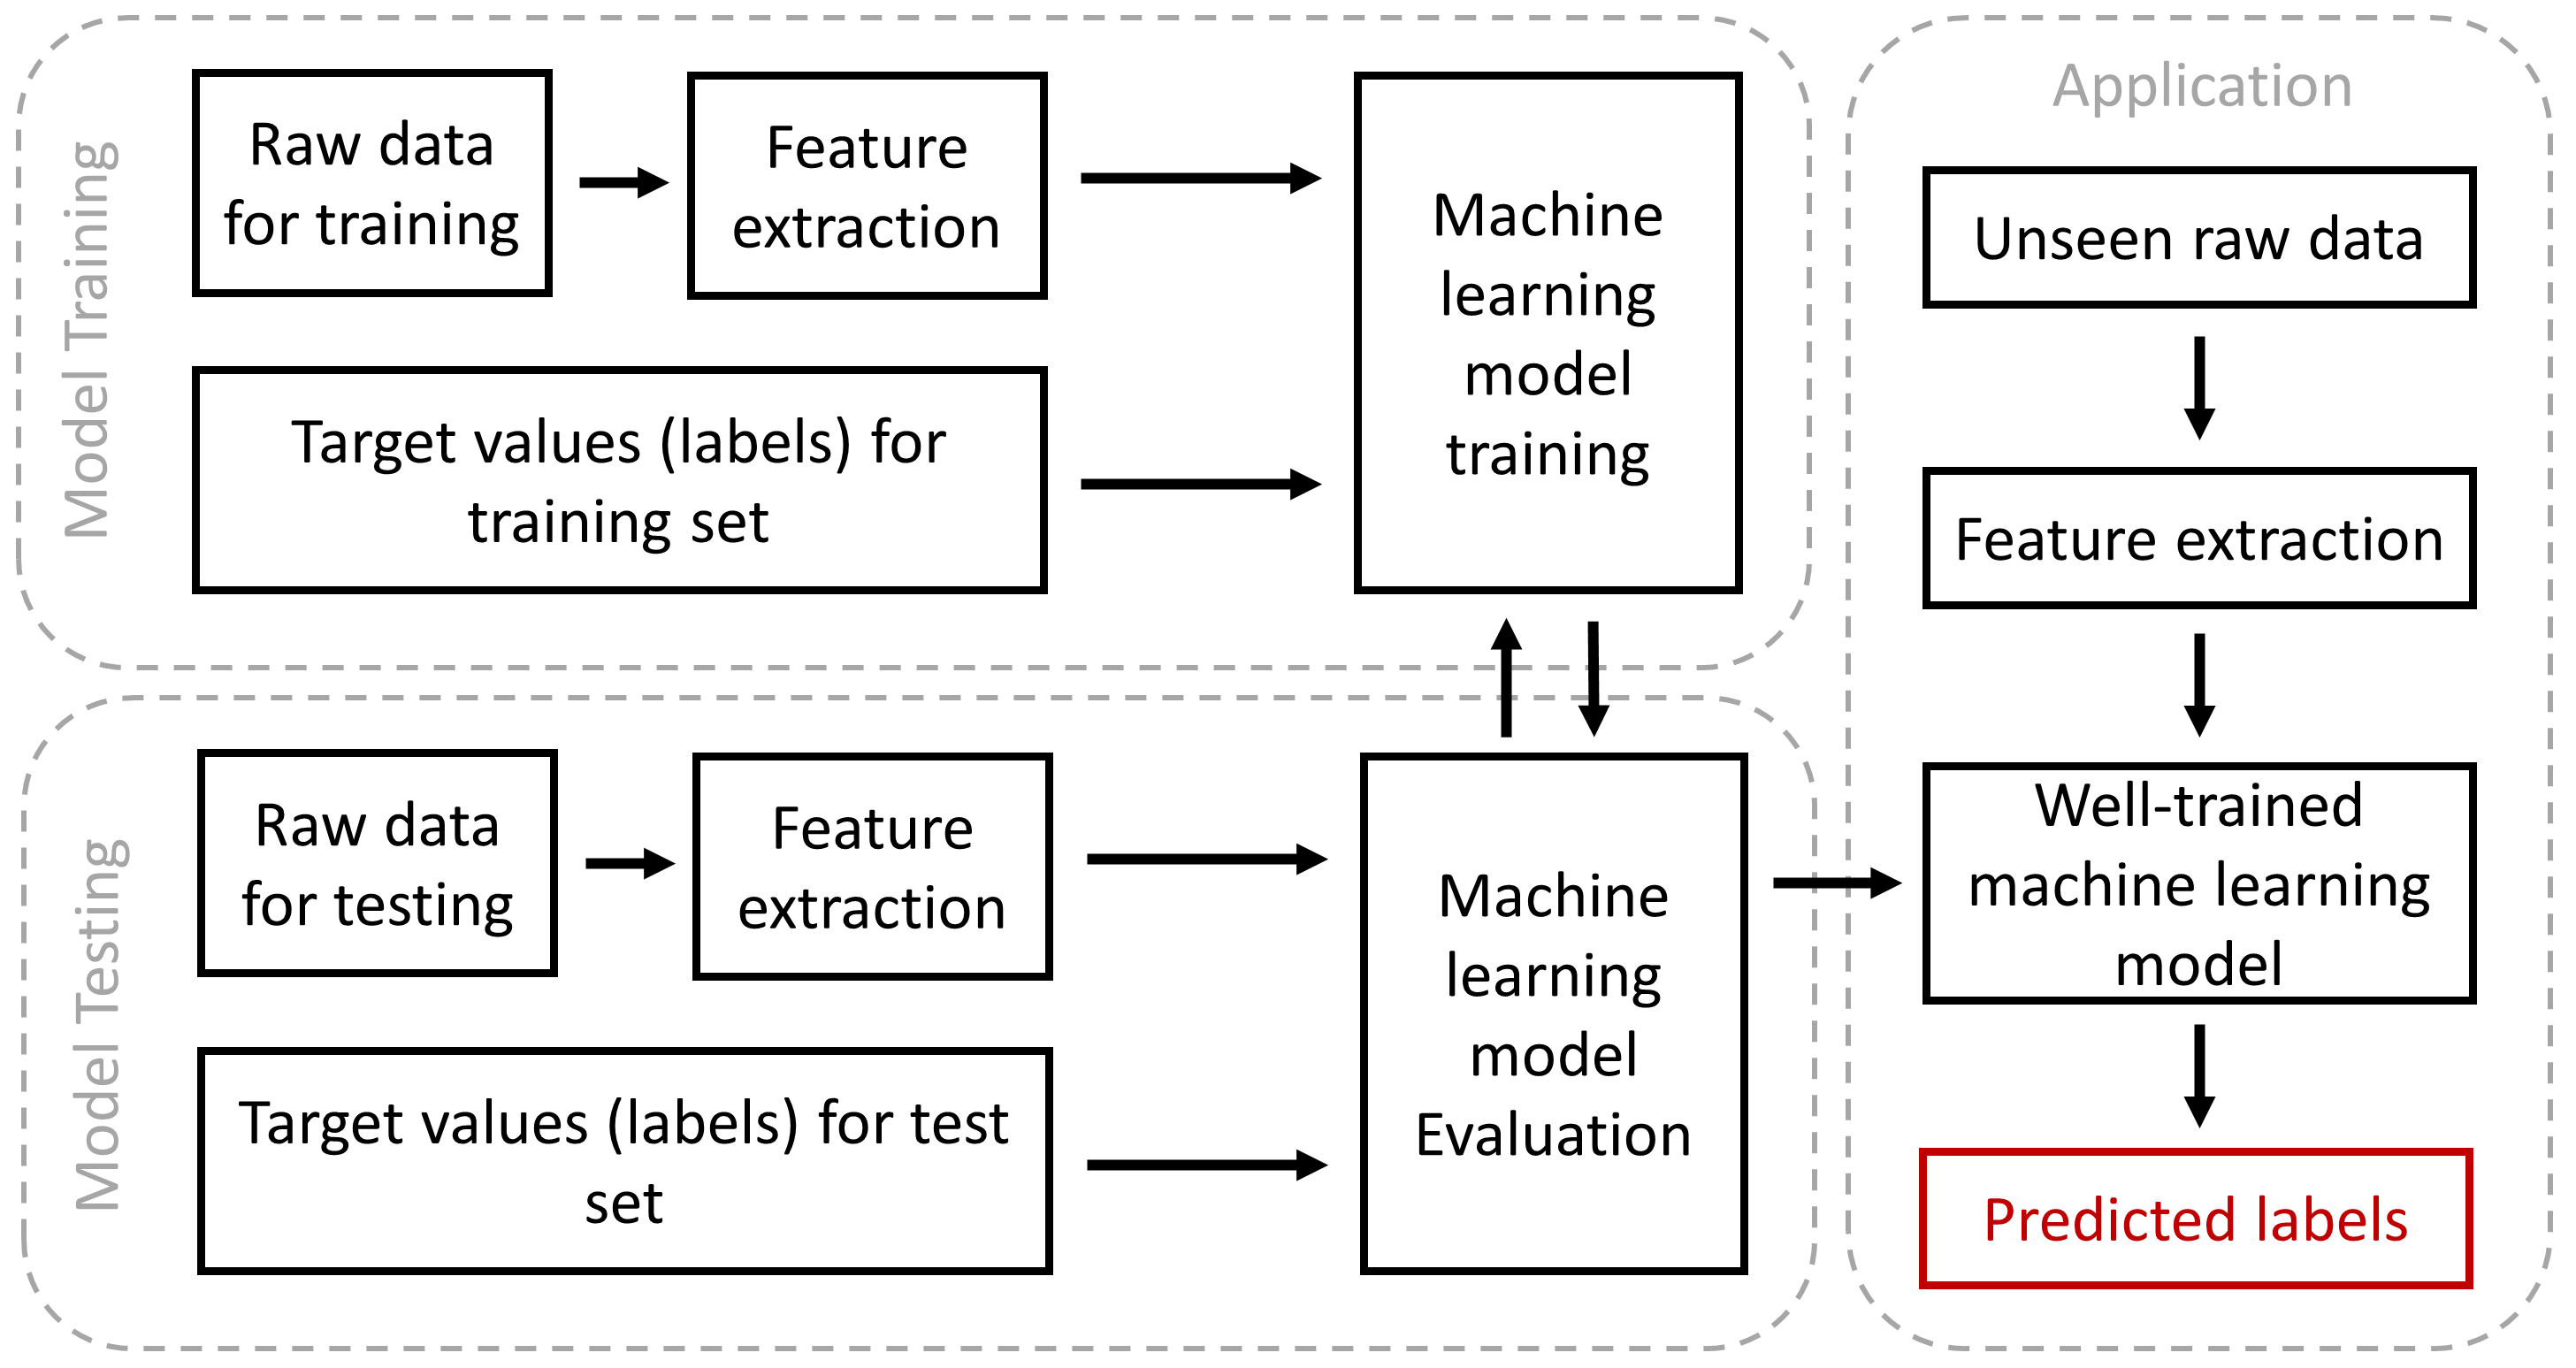 Model Training
Raw data
for training
Feature
extraction
Target values (labels) for
training set
Machine
learning
model
training
Model Testing
Raw data
for testing
Feature
extraction
Target values (labels) for test
set
Machine
learning
model
Evaluation
Application
Unseen raw data
Feature extraction
Well-trained
machine learning
model
Predicted labels